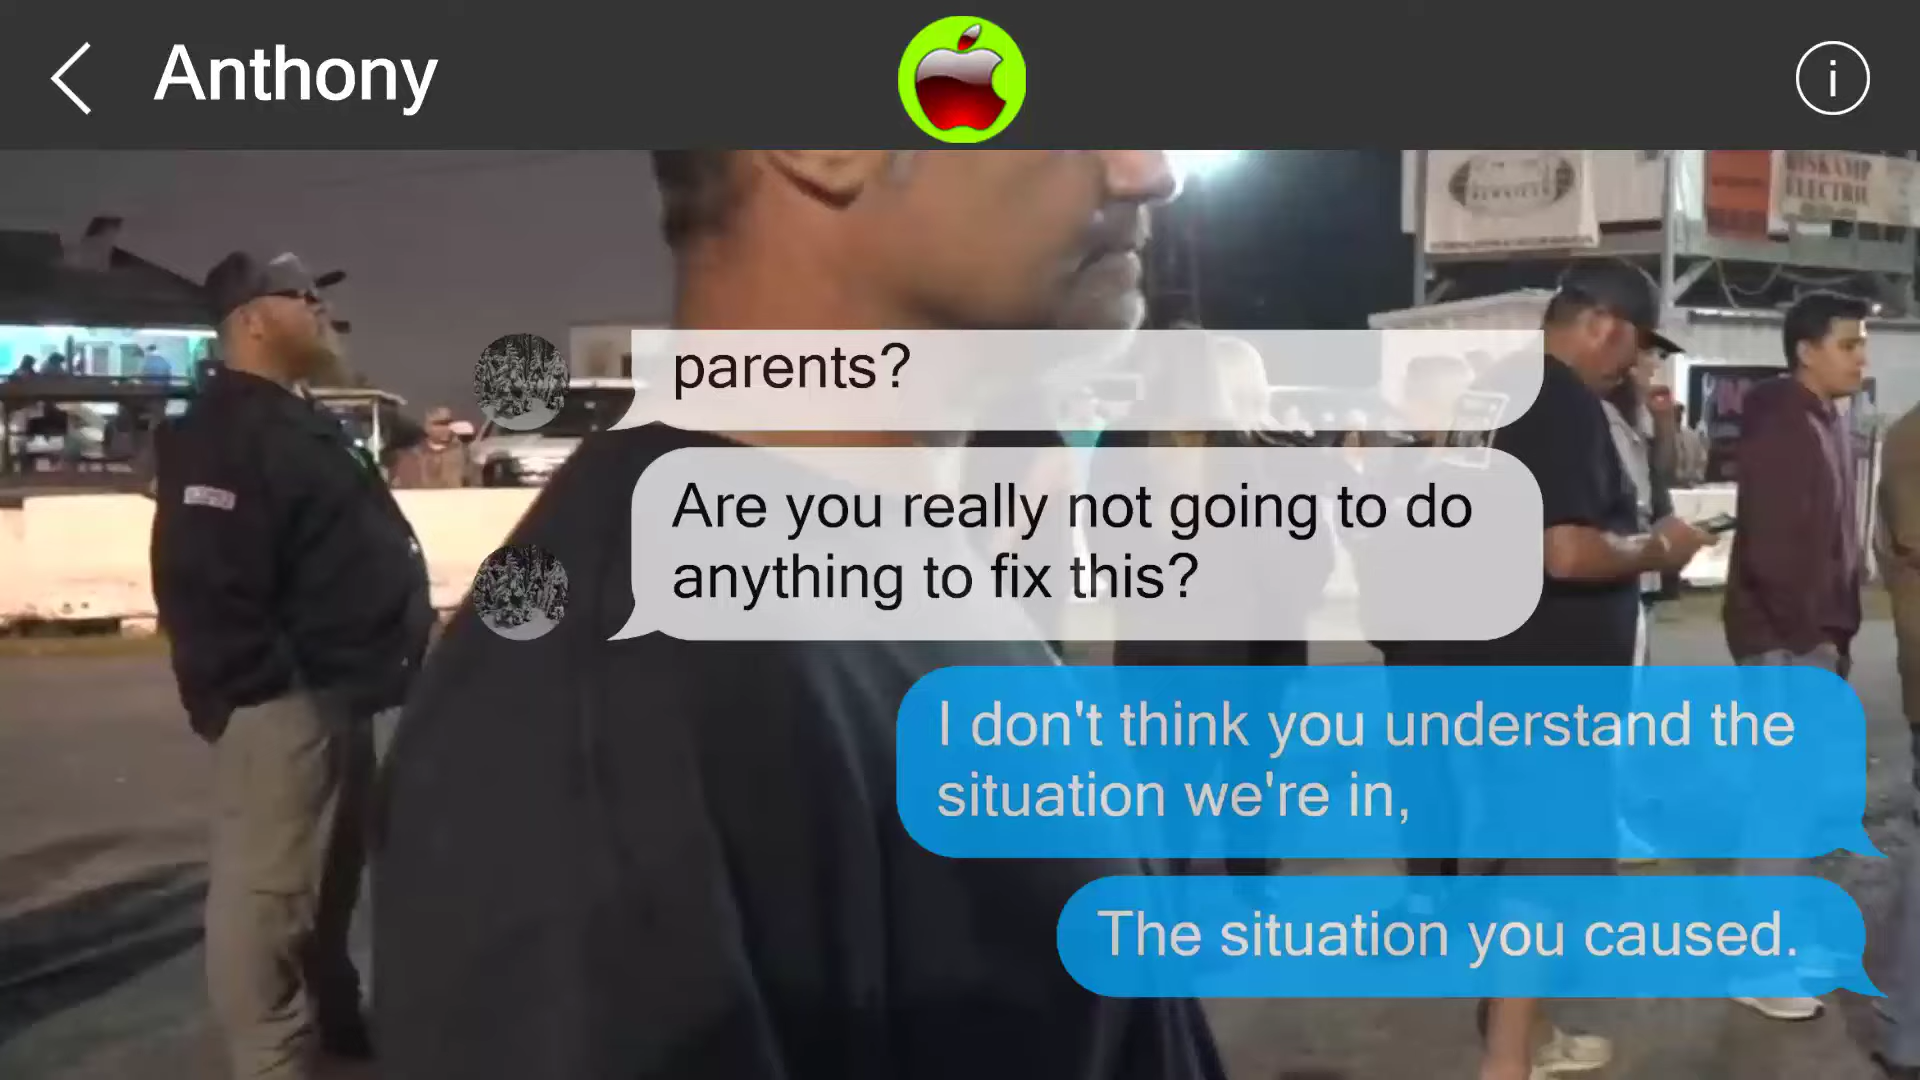 Anthony
i
parents?
Are you really not going to do
anything to fix this?
I don't think you understand the
situation we're in,
The situation you caused.
ELECTRIC